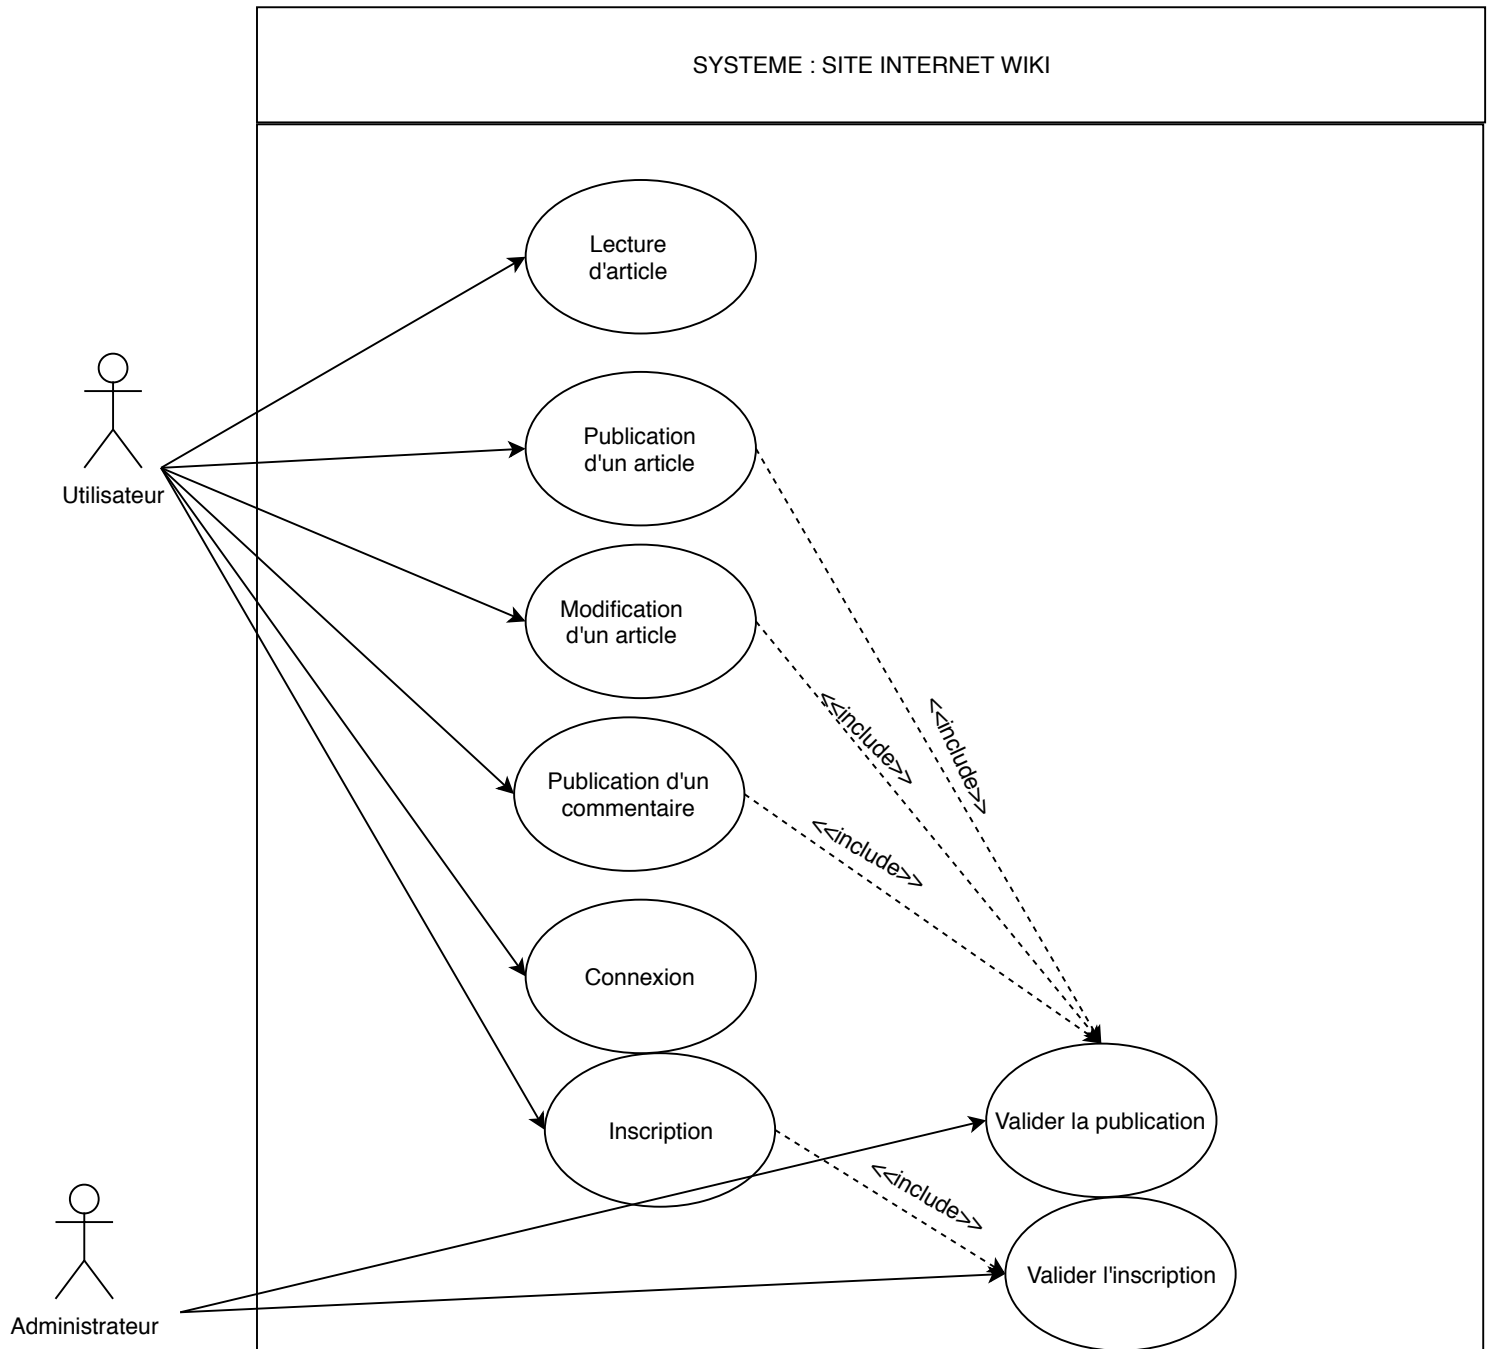 SYSTEME : SITE INTERNET WIKI
Lecture
d'article
Publication
d'un article
Utilisateur
Modification
d'un article
<<include>>
<<include>>
Publication d'un
commentaire
<<include>>
Connexion
Valider la publication
Inscription
<<include>>
Valider l'inscription
Administrateur